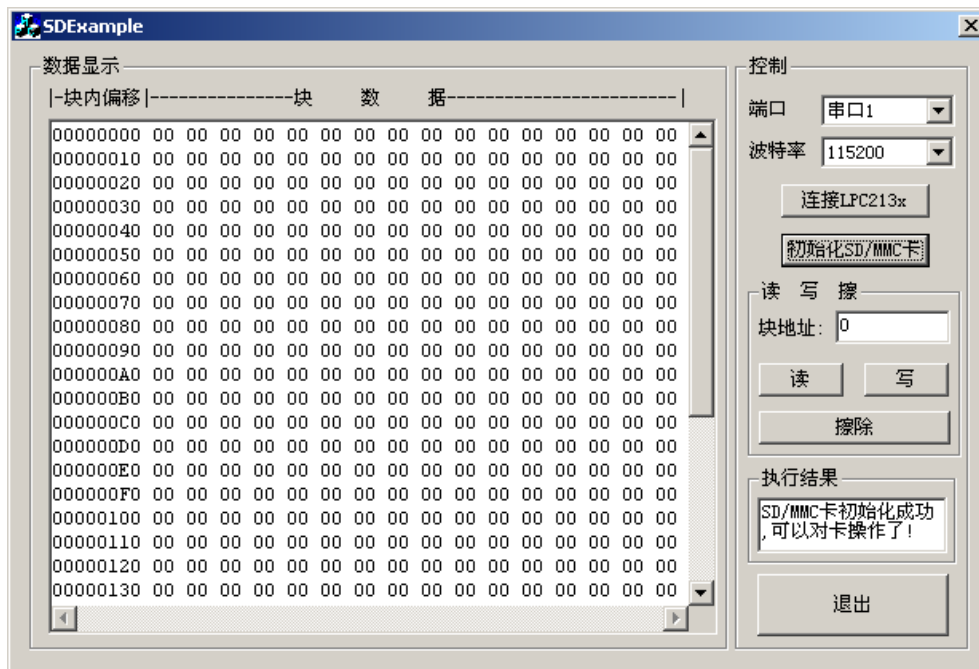 SDExample
数据显示
|-块内偏移|---------------块 数 据------------------------|
00000000 00 00 00 00 00 00 00 00 00 00 00 00 00 00 00 00
00000010 00 00 00 00 00 00 00 00 00 00 00 00 00 00 00 00
00000020 00 00 00 00 00 00 00 00 00 00 00 00 00 00 00 00
00000030 00 00 00 00 00 00 00 00 00 00 00 00 00 00 00 00
00000040 00 00 00 00 00 00 00 00 00 00 00 00 00 00 00 00
00000050 00 00 00 00 00 00 00 00 00 00 00 00 00 00 00 00
00000060 00 00 00 00 00 00 00 00 00 00 00 00 00 00 00 00
00000070 00 00 00 00 00 00 00 00 00 00 00 00 00 00 00 00
00000080 00 00 00 00 00 00 00 00 00 00 00 00 00 00 00 00
00000090 00 00 00 00 00 00 00 00 00 00 00 00 00 00 00 00
000000A0 00 00 00 00 00 00 00 00 00 00 00 00 00 00 00 00
000000B0 00 00 00 00 00 00 00 00 00 00 00 00 00 00 00 00
000000C0 00 00 00 00 00 00 00 00 00 00 00 00 00 00 00 00
000000D0 00 00 00 00 00 00 00 00 00 00 00 00 00 00 00 00
000000E0 00 00 00 00 00 00 00 00 00 00 00 00 00 00 00 00
000000F0 00 00 00 00 00 00 00 00 00 00 00 00 00 00 00 00
00000100 00 00 00 00 00 00 00 00 00 00 00 00 00 00 00 00
00000110 00 00 00 00 00 00 00 00 00 00 00 00 00 00 00 00
00000120 00 00 00 00 00 00 00 00 00 00 00 00 00 00 00 00
00000130 00 00 00 00 00 00 00 00 00 00 00 00 00 00 00 00
控制
端口 串口1
波特率 115200
连接LPC213x
初始化SD/MMC卡
读 写 擦
块地址: 0
读 写
擦除
执行结果
SD/MMC卡初始化成功
,可以对卡操作了!
退出